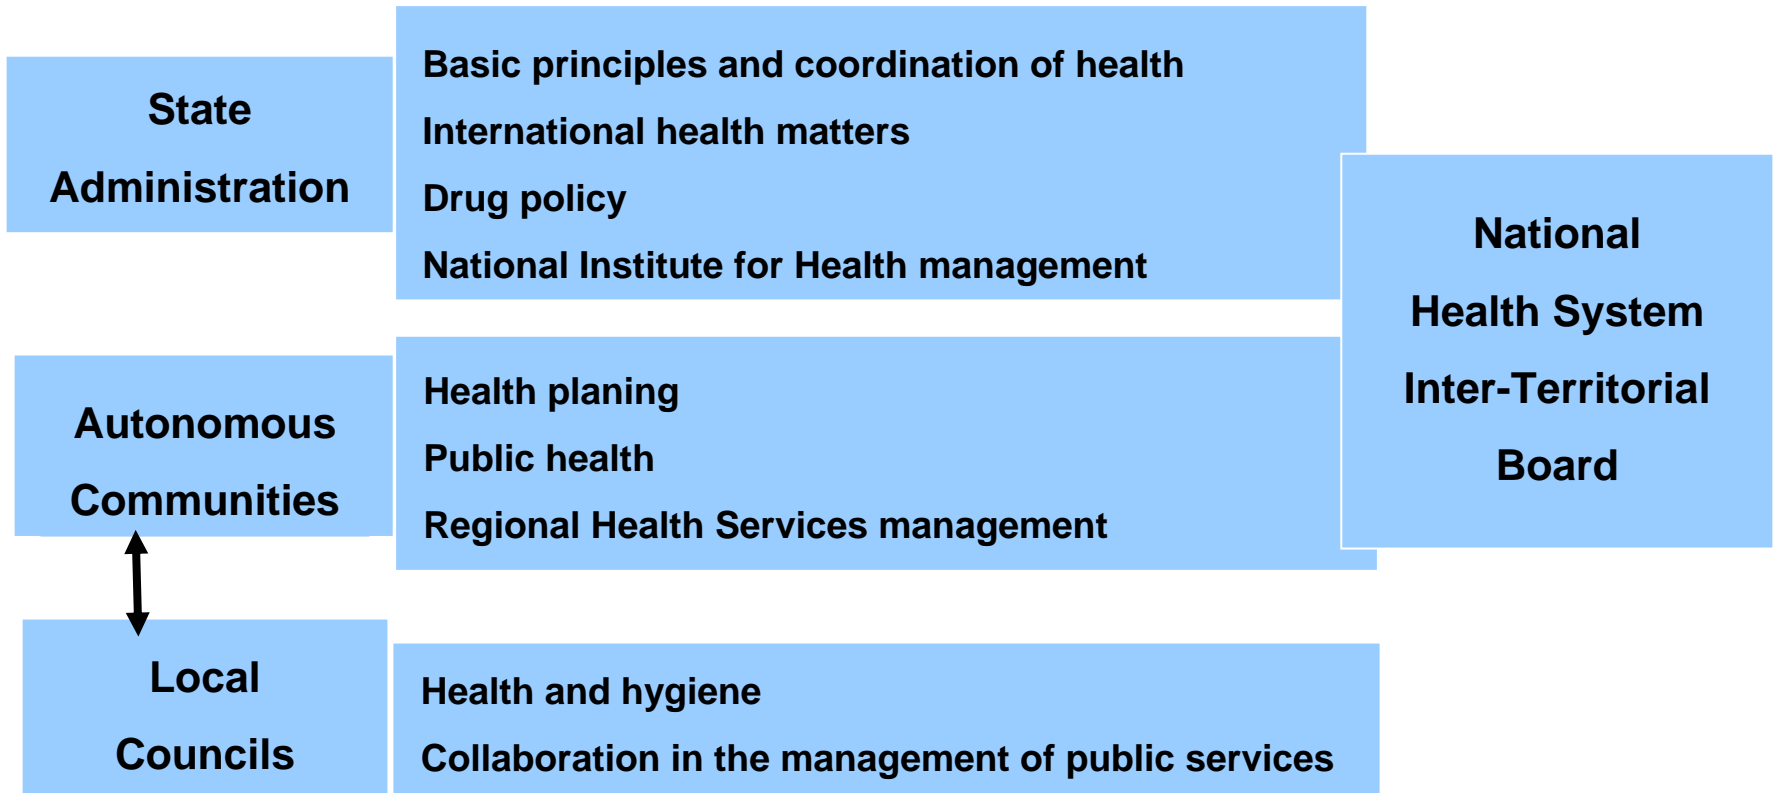 State
Administration
Basic principles and coordination of health
International health matters
Drug policy
National Institute for Health management
Autonomous
Communities
Health planing
Public health
Regional Health Services management
National
Health System
Inter-Territorial
Board
Local
Councils
Health and hygiene
Collaboration in the management of public services